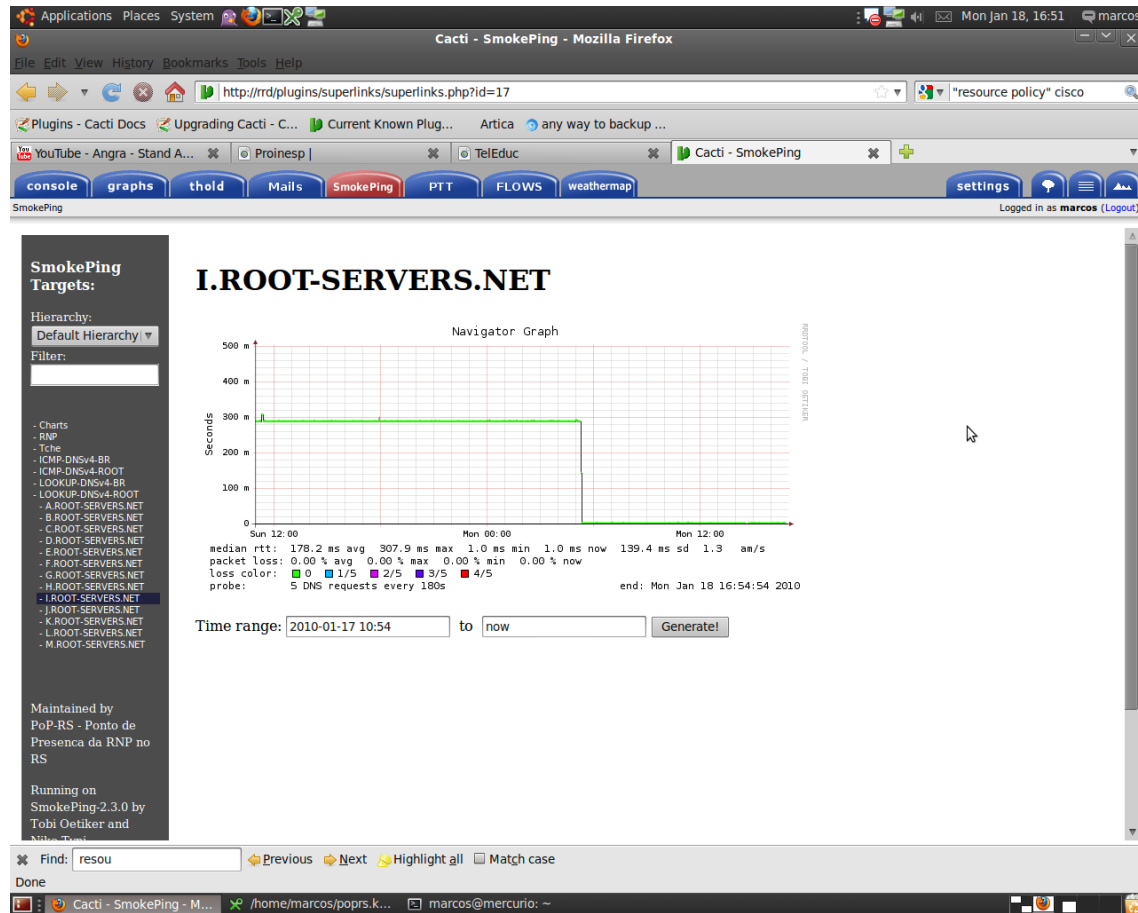 Applications Places System Mon Jan 18, 16:51 marcos
Cacti - SmokePing - Mozilla Firefox
File Edit View History Bookmarks Tools Help
http://rrd/plugins/superlinks/superlinks.php?id=17 "resource policy" cisco
Plugins - Cacti Docs Upgrading Cacti - C... Current Known Plug... Artica any way to backup ...
YouTube - Angra - Stand A... Proinesp | TelEduc Cacti - SmokePing
console graphs thold Mails SmokePing PTT FLOWS weathermap settings
SmokePing Logged in as marcos (Logout)
SmokePing
Targets:
Hierarchy:
Default Hierarchy
Filter:
- Charts
- RNP
- Tche
- ICMP-DNSv4-BR
- ICMP-DNSv4-ROOT
- LOOKUP-DNSv4-BR
- LOOKUP-DNSv4-ROOT
- A.ROOT-SERVERS.NET
- B.ROOT-SERVERS.NET
- C.ROOT-SERVERS.NET
- D.ROOT-SERVERS.NET
- E.ROOT-SERVERS.NET
- F.ROOT-SERVERS.NET
- G.ROOT-SERVERS.NET
- H.ROOT-SERVERS.NET
- I.ROOT-SERVERS.NET
- J.ROOT-SERVERS.NET
- K.ROOT-SERVERS.NET
- L.ROOT-SERVERS.NET
- M.ROOT-SERVERS.NET
Maintained by
PoP-RS - Ponto de
Presenca da RNP no
RS
Running on
SmokePing-2.3.0 by
Tobi Oetiker and
I.ROOT-SERVERS.NET
Navigator Graph
RRDTOOL / TOBI OETIKER
Seconds
500 m
400 m
300 m
200 m
100 m
0
Sun 12:00 Mon 00:00 Mon 12:00
median rtt: 178.2 ms avg 307.9 ms max 1.0 ms min 1.0 ms now 139.4 ms sd 1.3 am/s
packet loss: 0.00 % avg 0.00 % max 0.00 % min 0.00 % now
loss color: 0 1/5 2/5 3/5 4/5
probe: 5 DNS requests every 180s end: Mon Jan 18 16:54:54 2010
Time range: 2010-01-17 10:54 to now Generate!
Find: resou Previous Next Highlight all Match case
Done
Cacti - SmokePing - M... /home/marcos/poprs.k... marcos@mercurio: ~